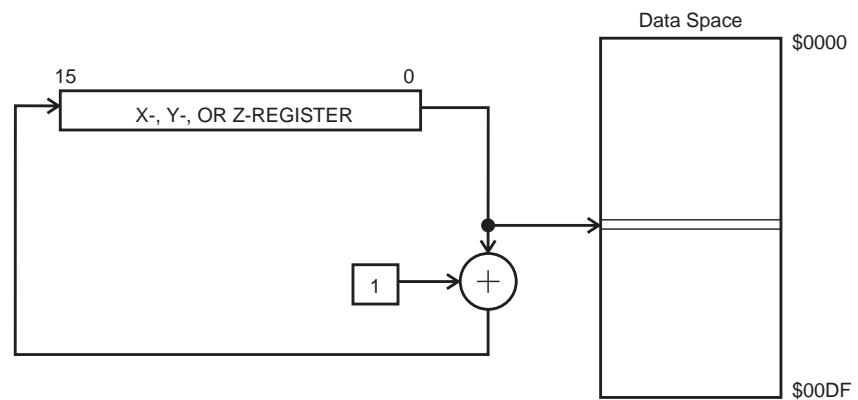 Data Space
$0000
15
0
X-, Y-, OR Z-REGISTER
1
+
$00DF